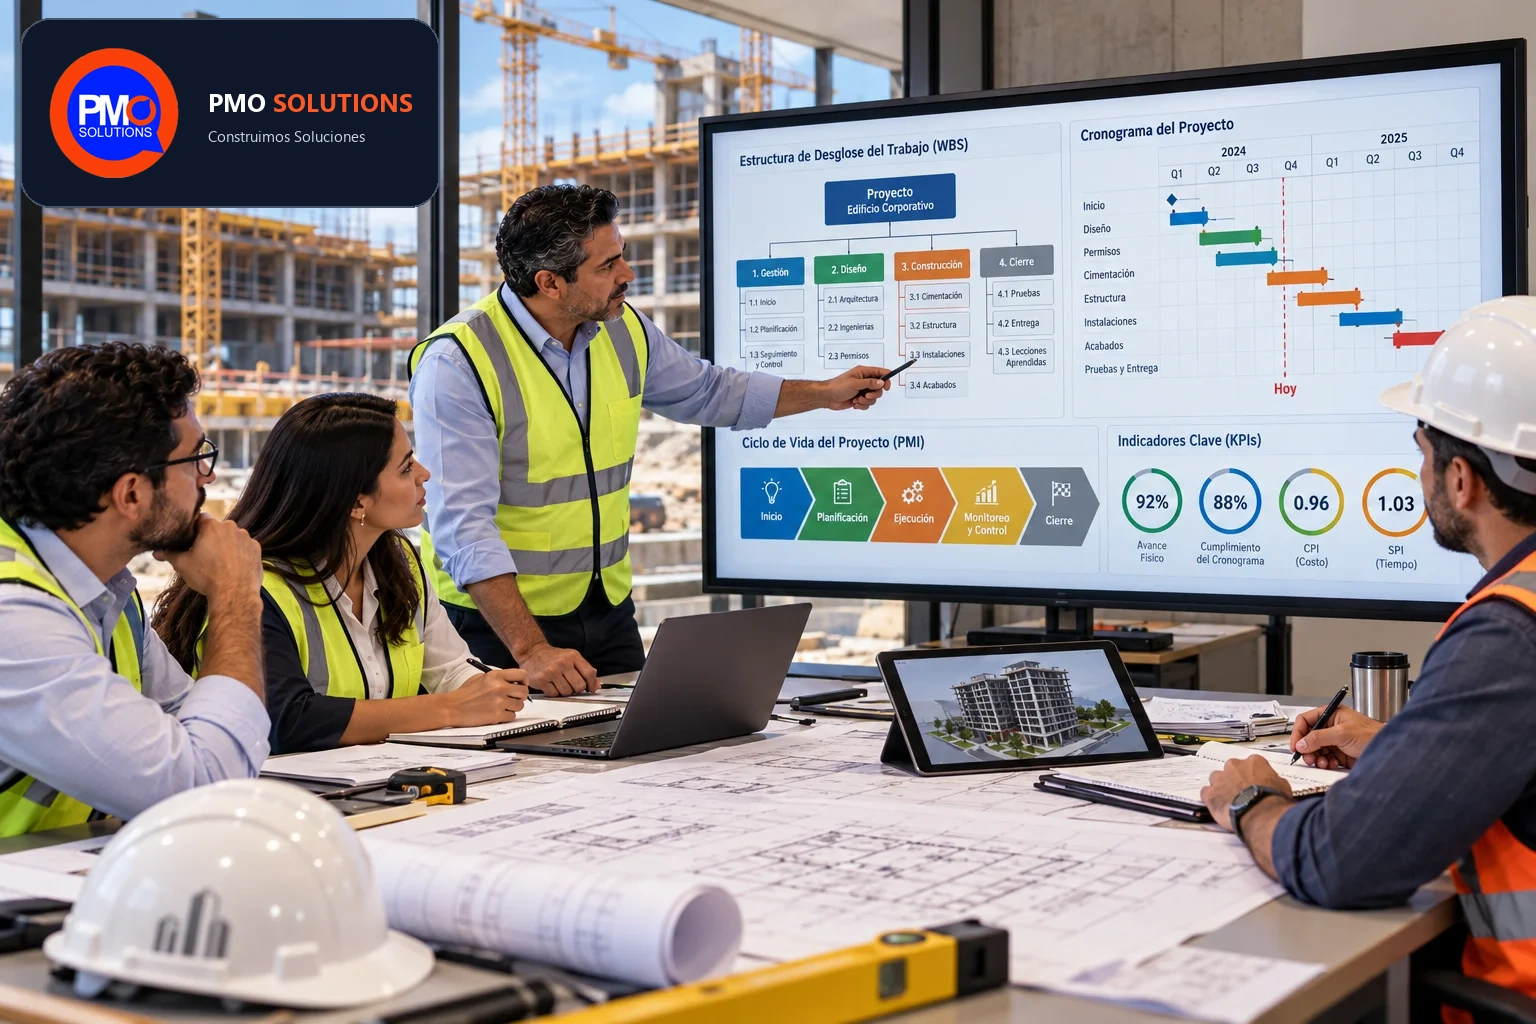 PMO
SOLUTIONS
PMO SOLUTIONS
Construimos Soluciones
Estructura de Desglose del Trabajo (WBS)
Proyecto
Edificio Corporativo
1. Gestión
1.1 Inicio
1.2 Planificación
1.3 Seguimiento
y Control
2. Diseño
2.1 Arquitectura
2.2 Ingenierias
2.3 Permisos
3. Construcción
3.1 Cimentación
3.2 Estructura
3.3 Instalaciones
3.4 Acabados
4. Cierre
4.1 Pruebas
4.2 Entrega
4.3 Lecciones
Aprendidas
Cronograma del Proyecto
2024 2025
Q1 Q2 Q3 Q4 Q1 Q2 Q3 Q4
Inicio
Diseño
Permisos
Cimentación
Estructura
Instalaciones
Acabados
Pruebas y Entrega
Hoy
Ciclo de Vida del Proyecto (PMI)
Inicio
Planificación
Ejecución
Monitoreo
y Control
Cierre
Indicadores Clave (KPIs)
92%
Avance
Físico
88%
Cumplimiento
del Cronograma
0.96
CPI
(Costo)
1.03
SPI
(Tiempo)